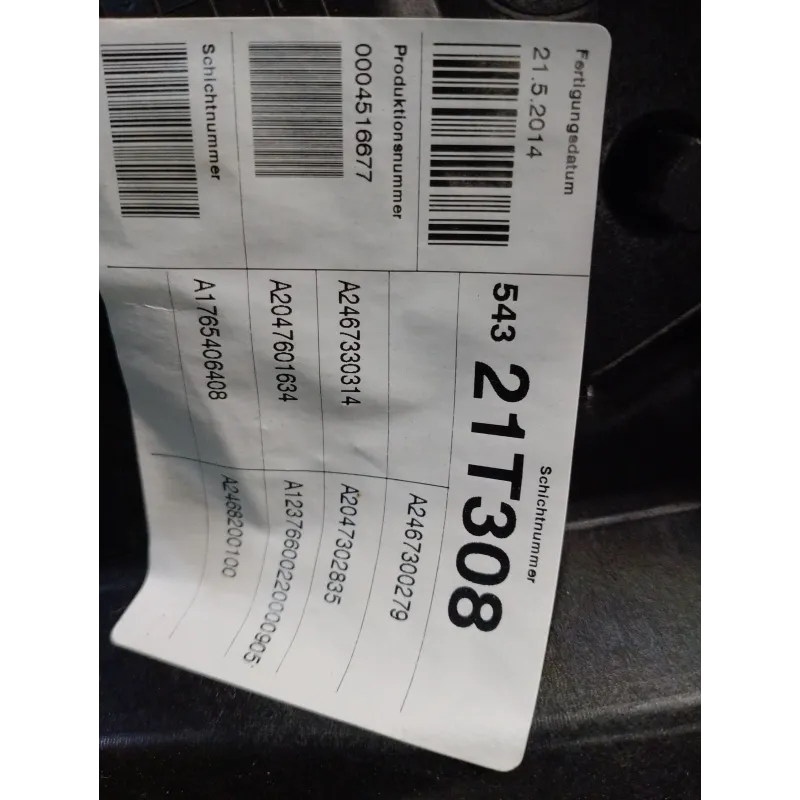 Fertigungsdatum
21.5.2014
Produktionsnummer
0004516677
Schichtnummer
543 21T308
Schichtnummer
A2467300279
A2467330314
A2047302835
A2047601634
A1237660022000905
A1765406408
A2468200100